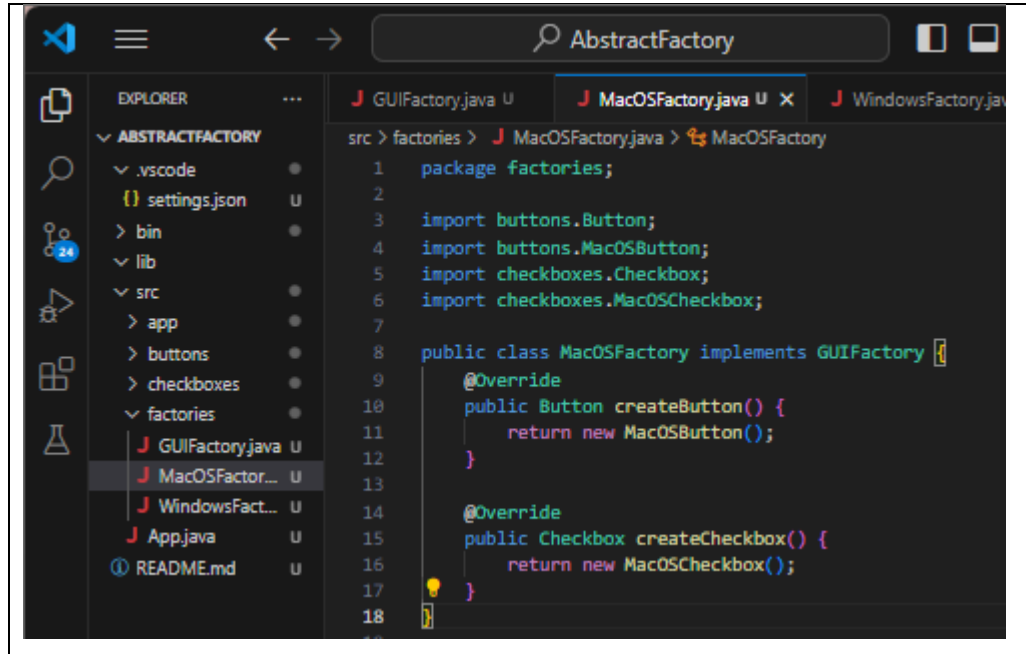 AbstractFactory
EXPLORER ···
ABSTRACTFACTORY
.vscode
{} settings.json U
bin
24
lib
src
app
buttons
checkboxes
factories
J GUIFactory.java U
J MacOSFactor... U
J WindowsFact... U
J App.java U
README.md U
J GUIFactory.java U
J MacOSFactory.java U ×
J WindowsFactory.jav
src > factories > J MacOSFactory.java > MacOSFactory
1 package factories;
2
3 import buttons.Button;
4 import buttons.MacOSButton;
5 import checkboxes.Checkbox;
6 import checkboxes.MacOSCheckbox;
7
8 public class MacOSFactory implements GUIFactory {
9 @Override
10 public Button createButton() {
11 return new MacOSButton();
12 }
13
14 @Override
15 public Checkbox createCheckbox() {
16 return new MacOSCheckbox();
17 }
18 }